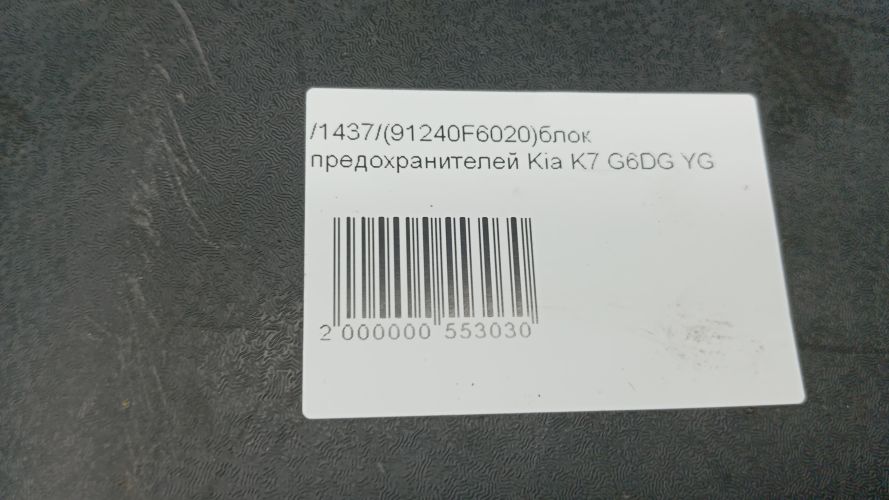 /1437/(91240F6020)блок
предохранителей Kia K7 G6DG YG
2 000000 553030